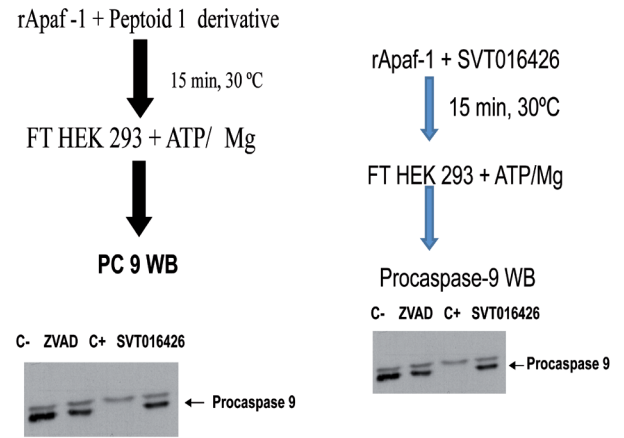 rApaf -1 + Peptoid 1 derivative
15 min, 30 ºC
FT HEK 293 + ATP/ Mg
PC 9 WB
C- ZVAD C+ SVT016426
Procaspase 9
rApaf-1 + SVT016426
15 min, 30ºC
FT HEK 293 + ATP/Mg
Procaspase-9 WB
C- ZVAD C+ SVT016426
Procaspase 9